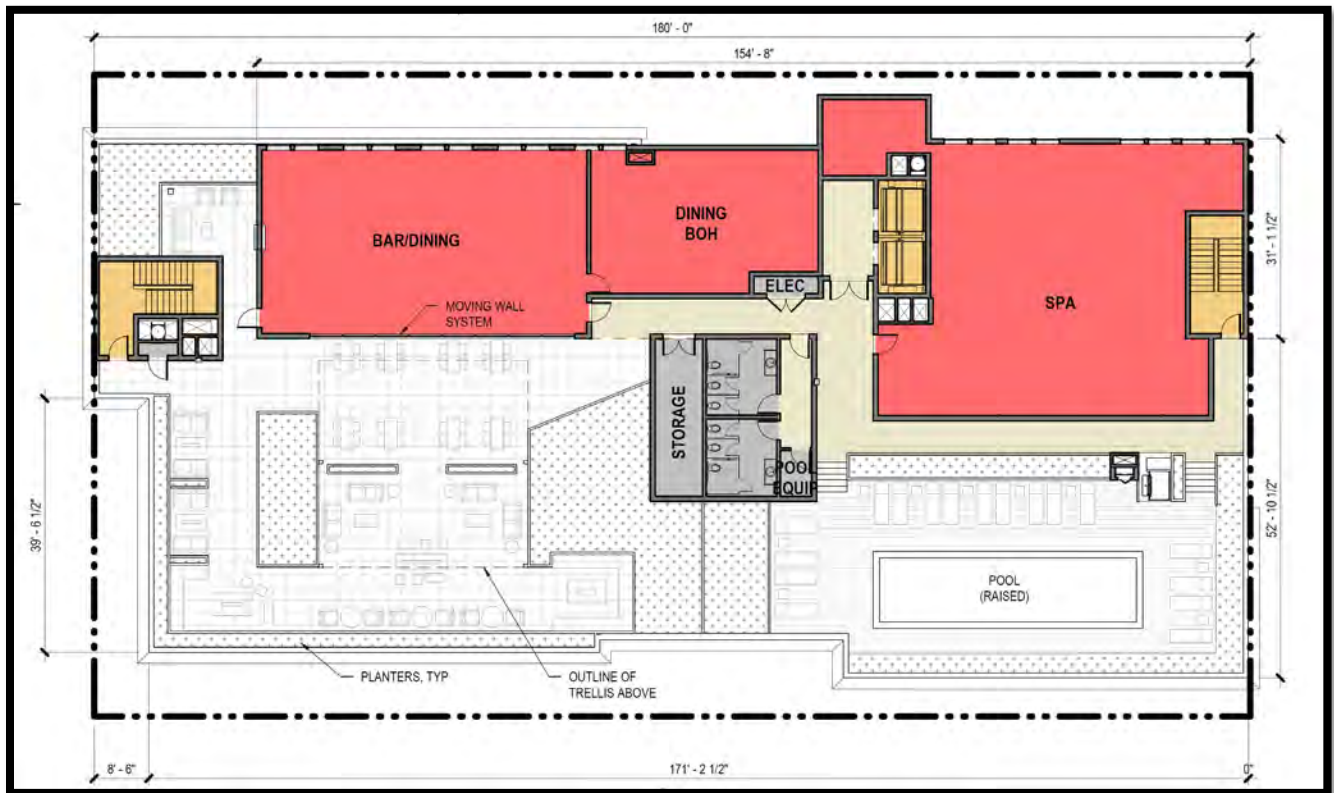 180' - 0"
154' - 8"
BAR/DINING
DINING
BOH
ELEC
MOVING WALL
SYSTEM
SPA
31' - 1 1/2"
STORAGE
POOL
EQUIP
39' - 6 1/2"
52' - 10 1/2"
POOL
(RAISED)
PLANTERS, TYP
OUTLINE OF
TRELLIS ABOVE
8' - 6"
171' - 2 1/2"
0"